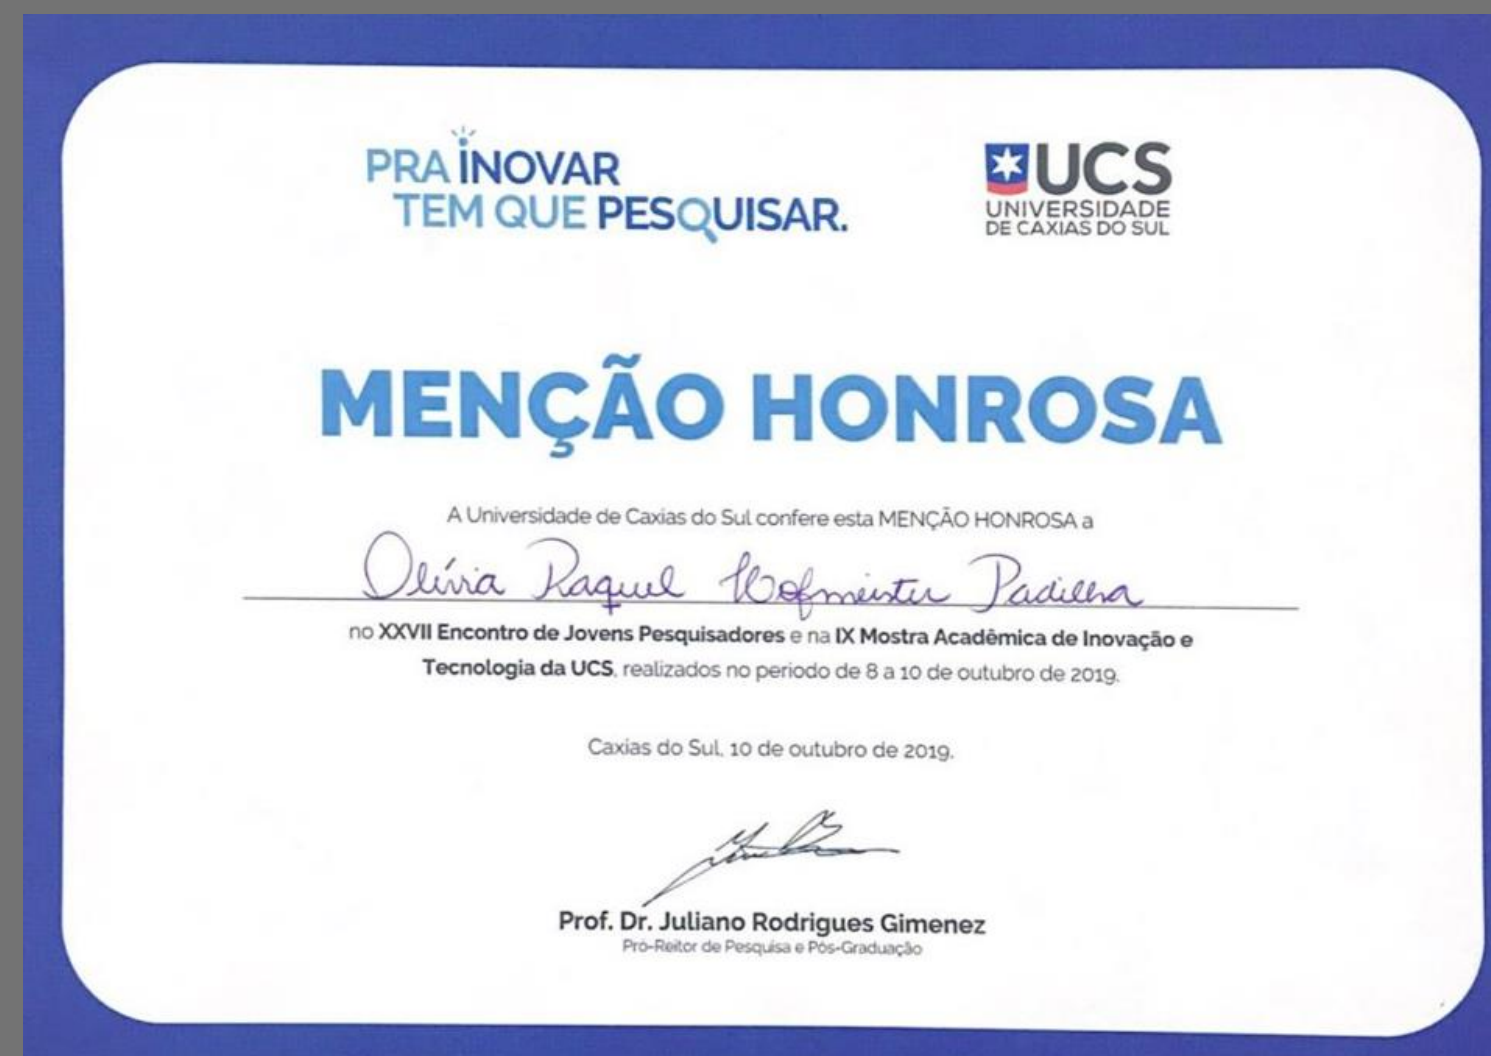 PRA INOVAR
TEM QUE PESQUISAR.
UCS
UNIVERSIDADE
DE CAXIAS DO SUL
MENÇÃO HONROSA
A Universidade de Caxias do Sul confere esta MENÇÃO HONROSA a
Olívia Raquel Hofmeister Padilha
no XXVII Encontro de Jovens Pesquisadores e na IX Mostra Acadêmica de Inovação e
Tecnologia da UCS, realizados no período de 8 a 10 de outubro de 2019.
Caxias do Sul, 10 de outubro de 2019.
Prof. Dr. Juliano Rodrigues Gimenez
Pró-Reitor de Pesquisa e Pós-Graduação